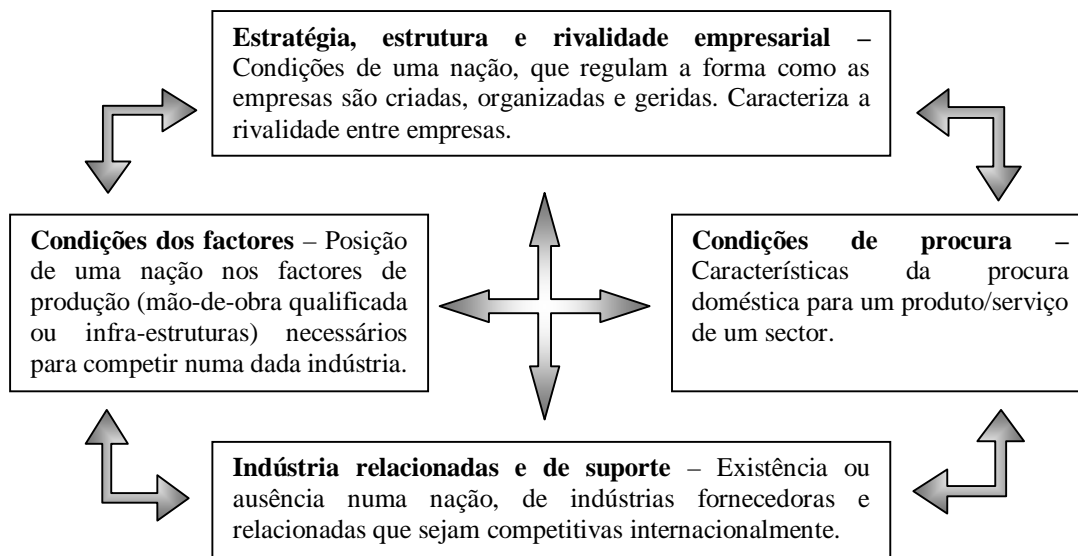 Estratégia, estrutura e rivalidade empresarial –
Condições de uma nação, que regulam a forma como as
empresas são criadas, organizadas e geridas. Caracteriza a
rivalidade entre empresas.
Condições dos factores – Posição
de uma nação nos factores de
produção (mão-de-obra qualificada
ou infra-estruturas) necessários
para competir numa dada indústria.
Condições de procura –
Características da procura
doméstica para um produto/serviço
de um sector.
Indústria relacionadas e de suporte – Existência ou
ausência numa nação, de indústrias fornecedoras e
relacionadas que sejam competitivas internacionalmente.